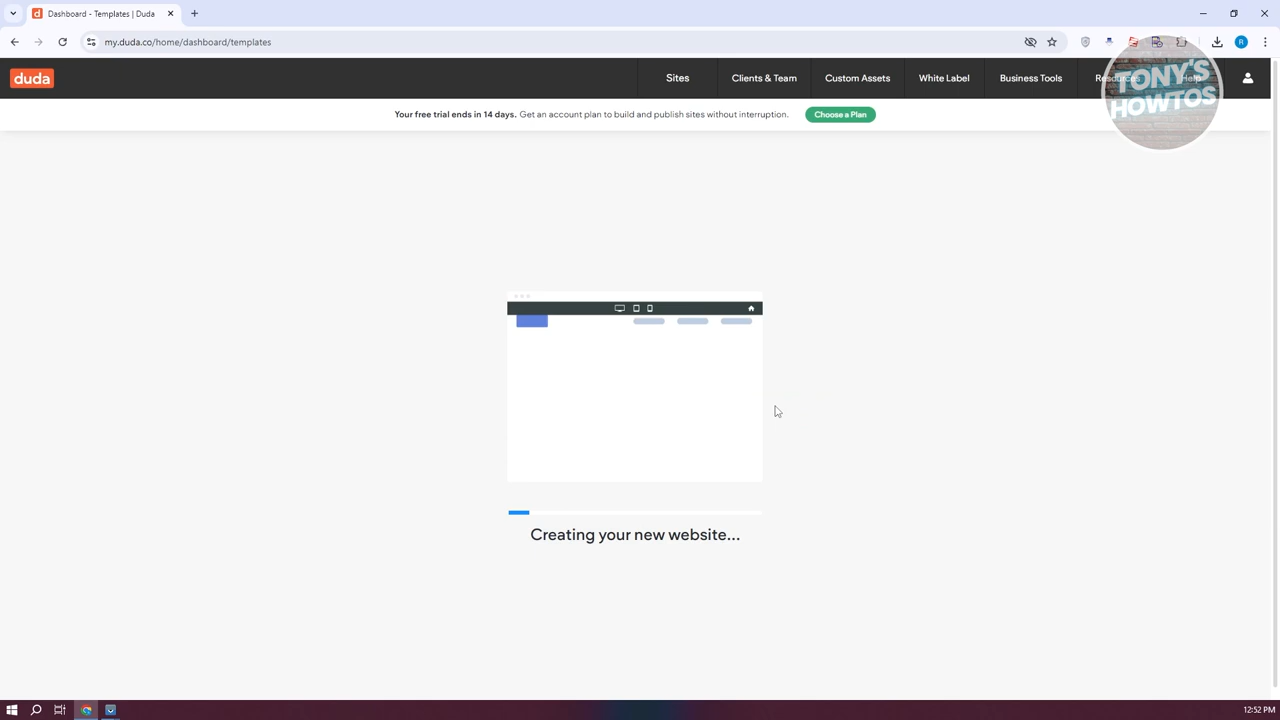 Dashboard - Templates | Duda
my.duda.co/home/dashboard/templates
R
duda
Sites
Clients & Team
Custom Assets
White Label
Business Tools
Resources
Help
TONY'S
HOWTOS
Your free trial ends in 14 days. Get an account plan to build and publish sites without interruption.
Choose a Plan
Creating your new website...
12:52 PM